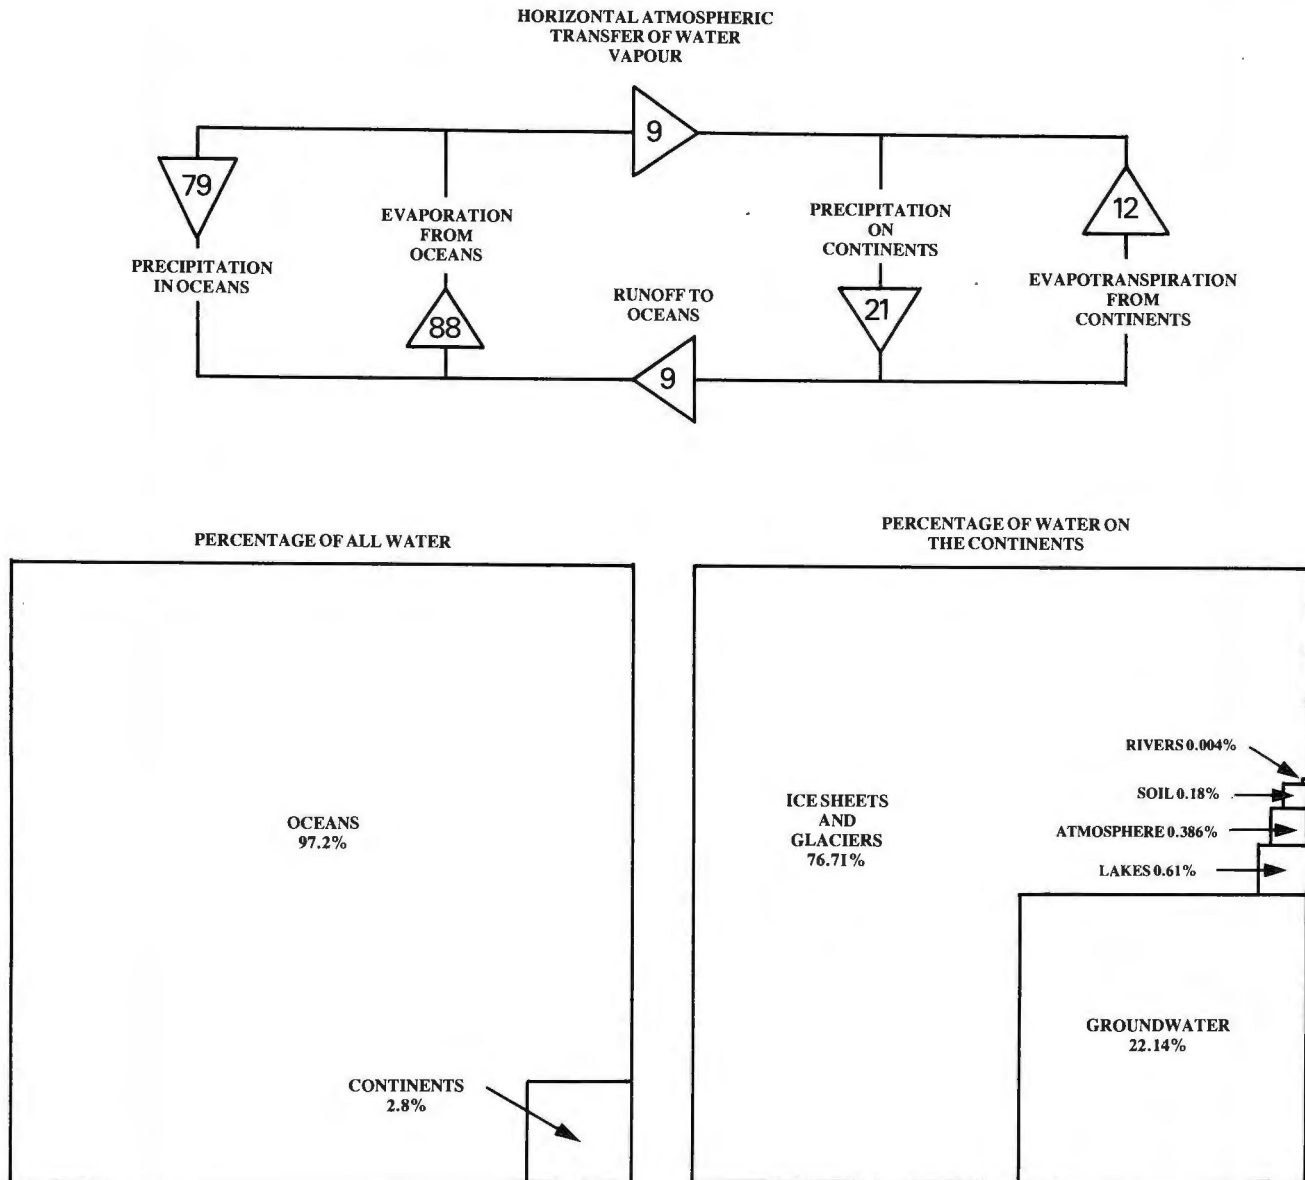 HORIZONTAL ATMOSPHERIC
TRANSFER OF WATER
VAPOUR
9
79
12
EVAPORATION
FROM
OCEANS
PRECIPITATION
ON
CONTINENTS
PRECIPITATION
IN OCEANS
EVAPOTRANSPIRATION
FROM
CONTINENTS
RUNOFF TO
OCEANS
88
21
9
PERCENTAGE OF ALL WATER
OCEANS
97.2%
CONTINENTS
2.8%
PERCENTAGE OF WATER ON
THE CONTINENTS
RIVERS 0.004%
SOIL 0.18%
ATMOSPHERE 0.386%
LAKES 0.61%
ICE SHEETS
AND
GLACIERS
76.71%
GROUNDWATER
22.14%